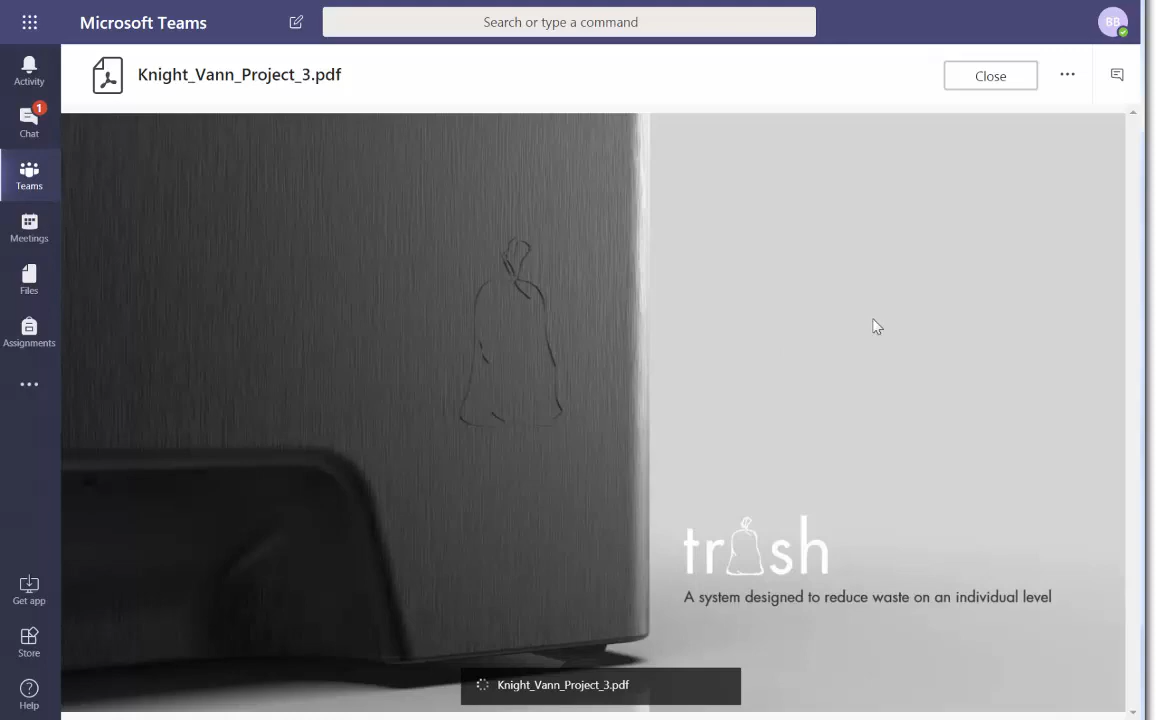 Microsoft Teams
Search or type a command
BB
Activity
Knight_Vann_Project_3.pdf
Close
1
Chat
Teams
Meetings
Files
Assignments
Get app
Store
Help
tr sh
A system designed to reduce waste on an individual level
Knight_Vann_Project_3.pdf